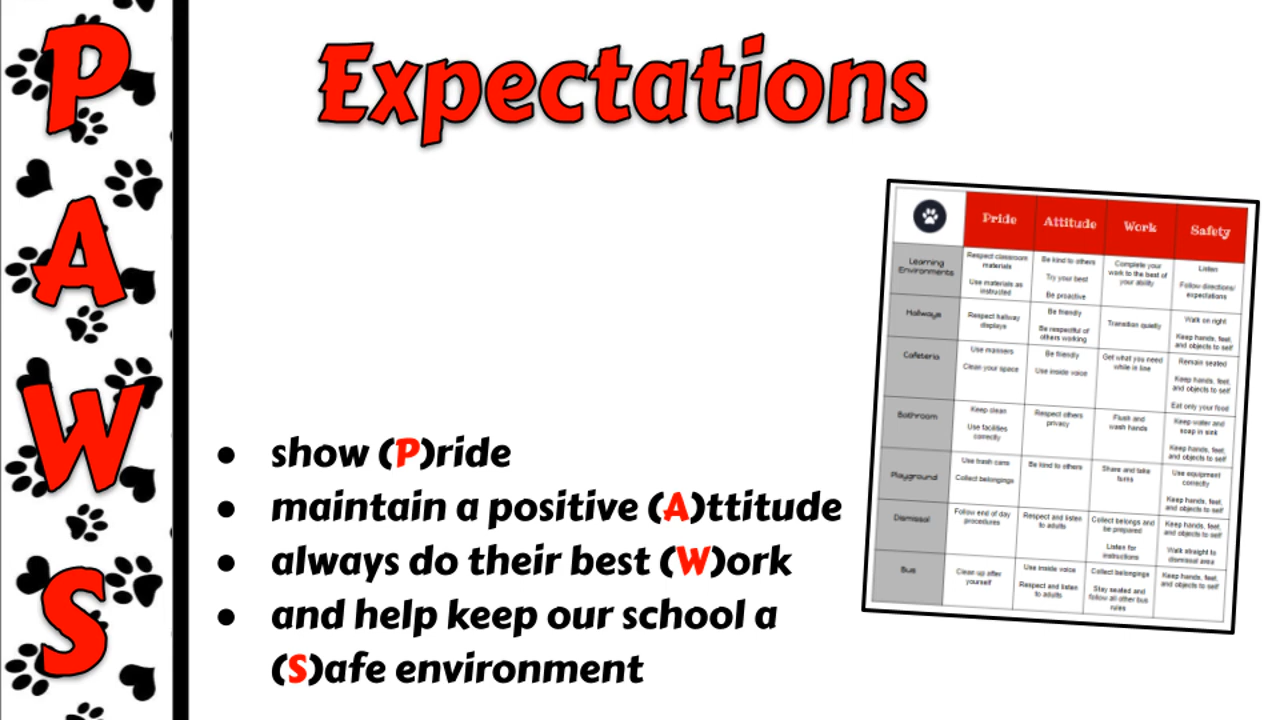 P
A
W
S
Expectations
show (P)ride
maintain a positive (A)ttitude
always do their best (W)ork
and help keep our school a
(S)afe environment
Pride Attitude Work Safety
Learning Environments
Respect classroom materials
Use materials as instructed
Be kind to others
Try your best
Be proactive
Complete your work to the best of your ability
Listen
Follow directions/ expectations
Hallways
Respect hallway displays
Be friendly
Be respectful of others working
Transition quietly
Walk on right
Keep hands, feet, and objects to self
Cafeteria
Use manners
Clean your space
Be friendly
Use inside voice
Get what you need while in line
Remain seated
Keep hands, feet, and objects to self
Eat only your food
Bathroom
Keep clean
Use facilities correctly
Respect others privacy
Flush and wash hands
Keep water and soap in sink
Keep hands, feet, and objects to self
Playground
Use trash cans
Collect belongings
Be kind to others
Share and take turns
Use equipment correctly
Keep hands, feet, and objects to self
Dismissal
Follow end of day procedures
Respect and listen to adults
Collect belongs and be prepared
Listen for instructions
Keep hands, feet, and objects to self
Walk straight to dismissal area
Bus
Clean up after yourself
Use inside voice
Respect and listen to adults
Collect belongings
Stay seated and follow all other bus rules
Keep hands, feet, and objects to self